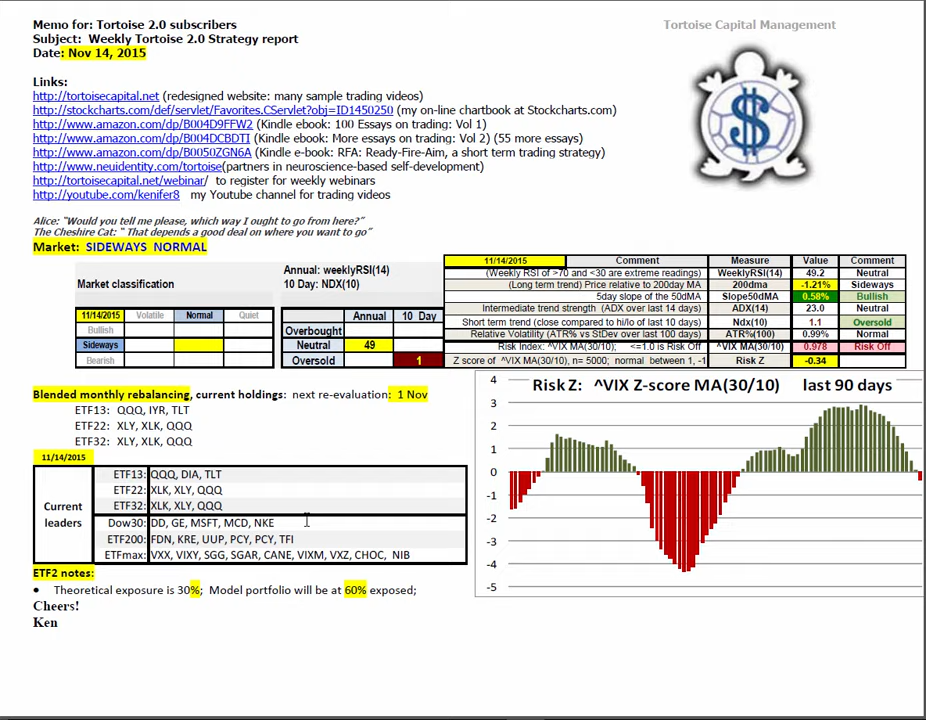 Memo for: Tortoise 2.0 subscribers
Tortoise Capital Management
Subject: Weekly Tortoise 2.0 Strategy report
Date: Nov 14, 2015
Links:
http://tortoisecapital.net (redesigned website: many sample trading videos)
http://stockcharts.com/def/servlet/Favorites.CServlet?obj=ID1450250 (my on-line chartbook at Stockcharts.com)
http://www.amazon.com/dp/B004D9FFW2 (Kindle ebook: 100 Essays on trading: Vol 1)
http://www.amazon.com/dp/B004DCBDTI (Kindle ebook: More essays on trading: Vol 2) (55 more essays)
http://www.amazon.com/dp/B0050ZGN6A (Kindle e-book: RFA: Ready-Fire-Aim, a short term trading strategy)
http://www.neuidentity.com/tortoise(partners in neuroscience-based self-development)
http://tortoisecapital.net/webinar/ to register for weekly webinars
http://youtube.com/kenifer8 my Youtube channel for trading videos
Alice: "Would you tell me please, which way I ought to go from here?"
The Cheshire Cat: " That depends a good deal on where you want to go"
Market: SIDEWAYS NORMAL
Market classification
11/14/2015 Volatile Normal Quiet
Bullish
Sideways
Bearish
Annual: weeklyRSI(14)
10 Day: NDX(10)
Annual 10 Day
Overbought
Neutral 49
Oversold 1
11/14/2015 Comment Measure Value Comment
(Weekly RSI of >70 and <30 are extreme readings) WeeklyRSI(14) 49.2 Neutral
(Long term trend) Price relative to 200day MA 200dma -1.21% Sideways
5day slope of the 50dMA Slope50dMA 0.58% Bullish
Intermediate trend strength (ADX over last 14 days) ADX(14) 23.0 Neutral
Short term trend (close compared to hi/lo of last 10 days) Ndx(10) 1.1 Oversold
Relative Volatility (ATR% vs StDev over last 100 days) ATR%(100) 0.99% Normal
Risk Index: ^VIX MA(30/10); <=1.0 is Risk Off ^VIX MA(30/10) 0.978 Risk Off
Z score of ^VIX MA(30/10), n= 5000; normal between 1, -1 Risk Z -0.34
Blended monthly rebalancing, current holdings: next re-evaluation: 1 Nov
ETF13: QQQ, IYR, TLT
ETF22: XLY, XLK, QQQ
ETF32: XLY, XLK, QQQ
11/14/2015
Current leaders
ETF13: QQQ, DIA, TLT
ETF22: XLK, XLY, QQQ
ETF32: XLK, XLY, QQQ
Dow30: DD, GE, MSFT, MCD, NKE
ETF200: FDN, KRE, UUP, PCY, PCY, TFI
ETFmax: VXX, VIXY, SGG, SGAR, CANE, VIXM, VXZ, CHOC, NIB
ETF2 notes:
• Theoretical exposure is 30%; Model portfolio will be at 60% exposed;
Cheers!
Ken
Risk Z: ^VIX Z-score MA(30/10) last 90 days
4
3
2
1
0
-1
-2
-3
-4
-5